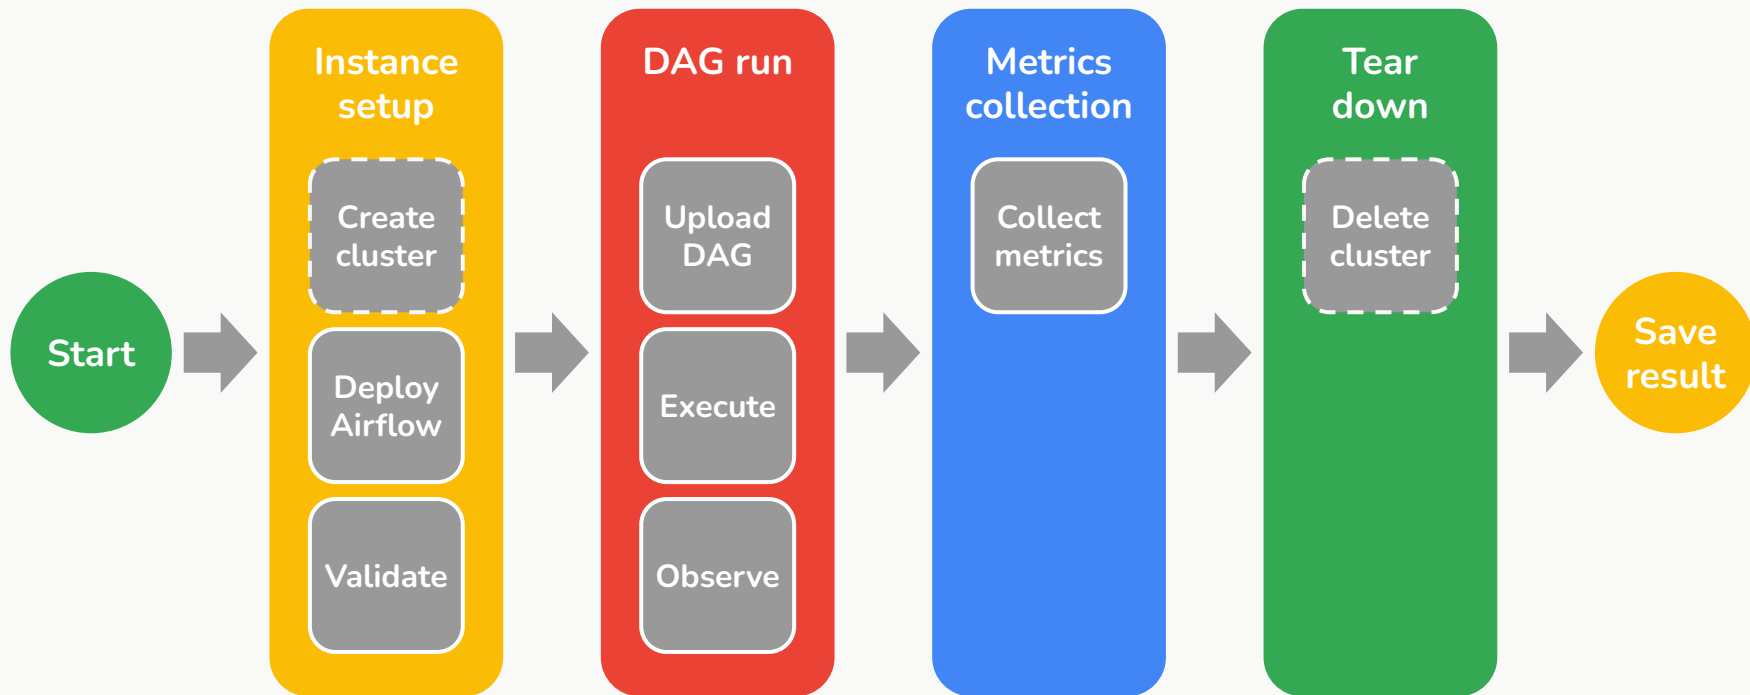 Start
Instance
setup
Create
cluster
Deploy
Airflow
Validate
DAG run
Upload
DAG
Execute
Observe
Metrics
collection
Collect
metrics
Tear
down
Delete
cluster
Save
result